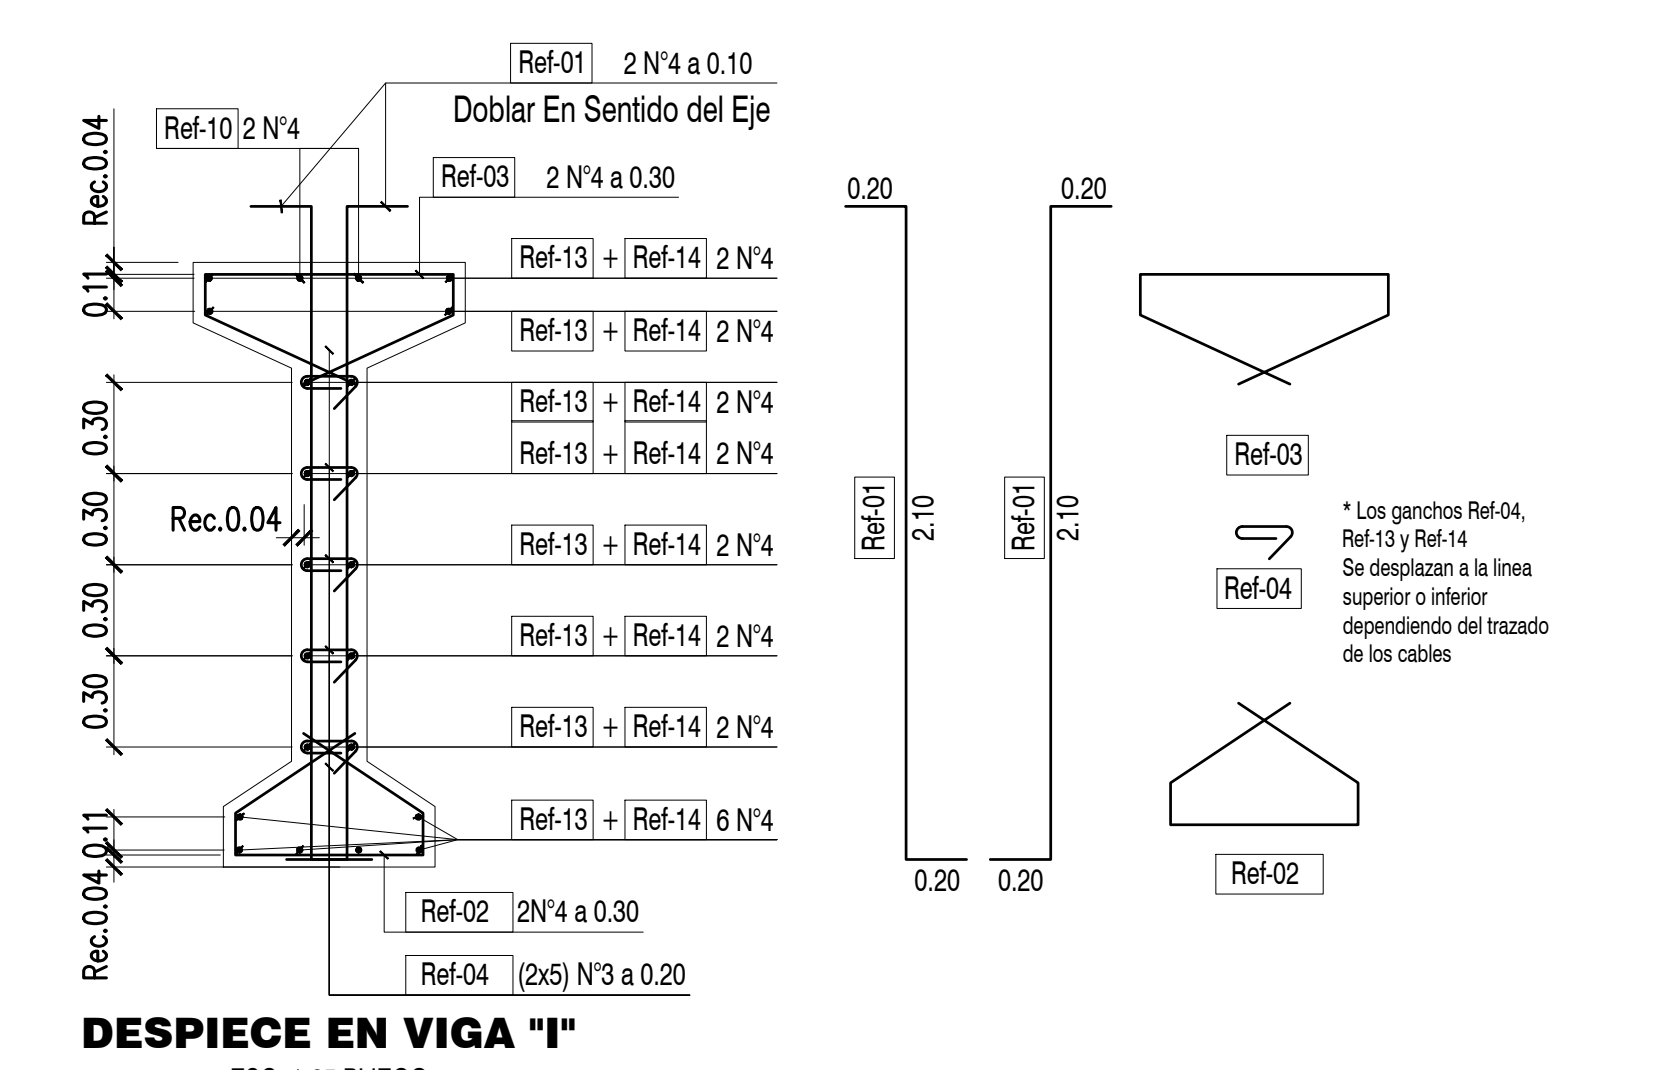 Ref-01 2 N°4 a 0.10
Doblar En Sentido del Eje
Ref-10 2 N°4
Ref-03 2 N°4 a 0.30
Rec.0.04
0.11
Ref-13 + Ref-14 2 N°4
Ref-13 + Ref-14 2 N°4
Ref-13 + Ref-14 2 N°4
0.30
Ref-13 + Ref-14 2 N°4
0.30
Rec.0.04
Ref-13 + Ref-14 2 N°4
0.30
Ref-13 + Ref-14 2 N°4
0.30
Ref-13 + Ref-14 2 N°4
0.11
Ref-13 + Ref-14 6 N°4
Rec.0.04
Ref-02 2N°4 a 0.30
Ref-04 (2x5) N°3 a 0.20
DESPIECE EN VIGA "I"
0.20
0.20
Ref-01
2.10
Ref-01
2.10
0.20
0.20
Ref-03
Ref-04
* Los ganchos Ref-04,
Ref-13 y Ref-14
Se desplazan a la linea
superior o inferior
dependiendo del trazado
de los cables
Ref-02